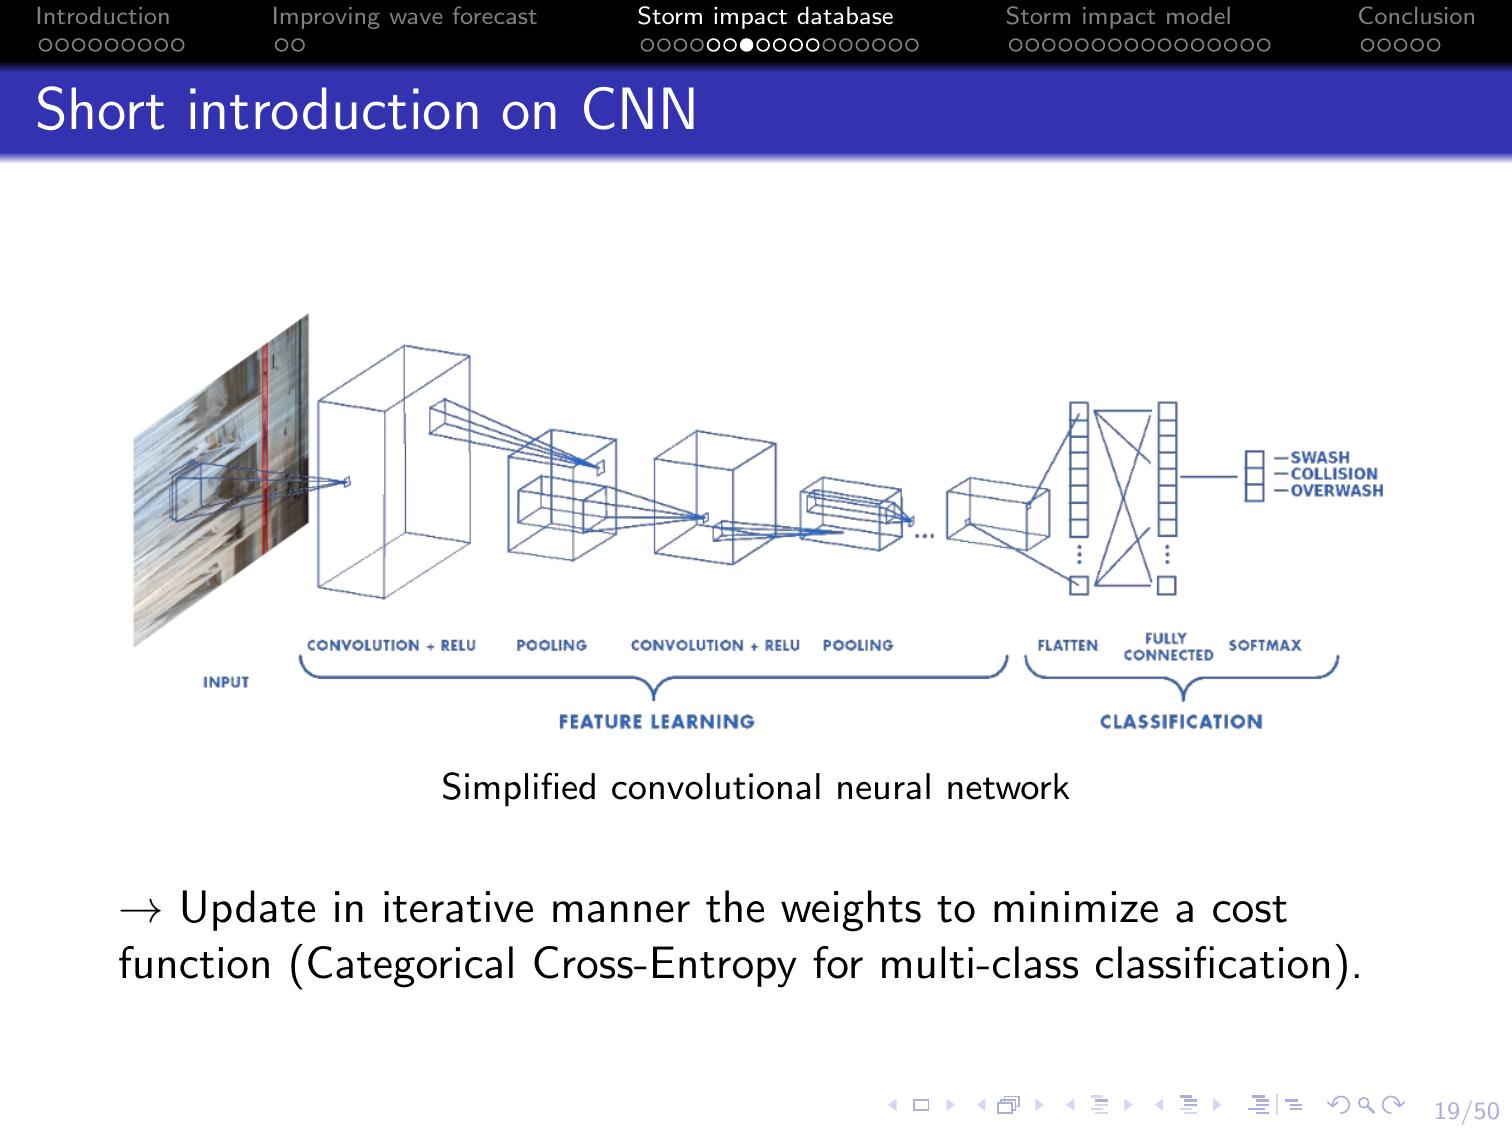 Introduction
Improving wave forecast
Storm impact database
Storm impact model
Conclusion
Short introduction on CNN
SWASH
COLLISION
OVERWASH
...
INPUT
CONVOLUTION + RELU
POOLING
CONVOLUTION + RELU
POOLING
FEATURE LEARNING
FLATTEN
FULLY
CONNECTED
SOFTMAX
CLASSIFICATION
Simplified convolutional neural network
→ Update in iterative manner the weights to minimize a cost
function (Categorical Cross-Entropy for multi-class classification).
19/50